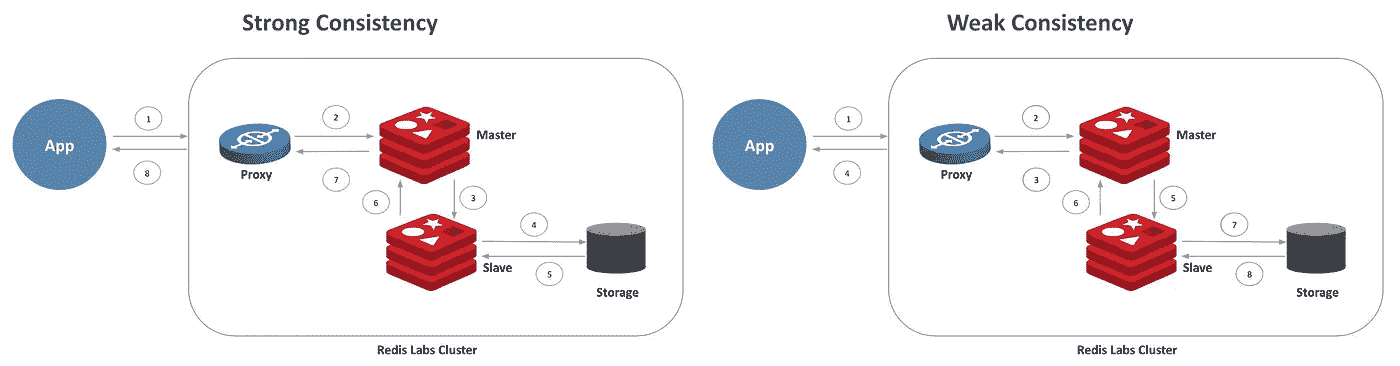 Strong Consistency
App
1
8
Proxy
2
7
Master
6
3
Slave
4
5
Storage
Redis Labs Cluster
Weak Consistency
App
1
4
Proxy
2
3
Master
6
5
Slave
7
8
Storage
Redis Labs Cluster